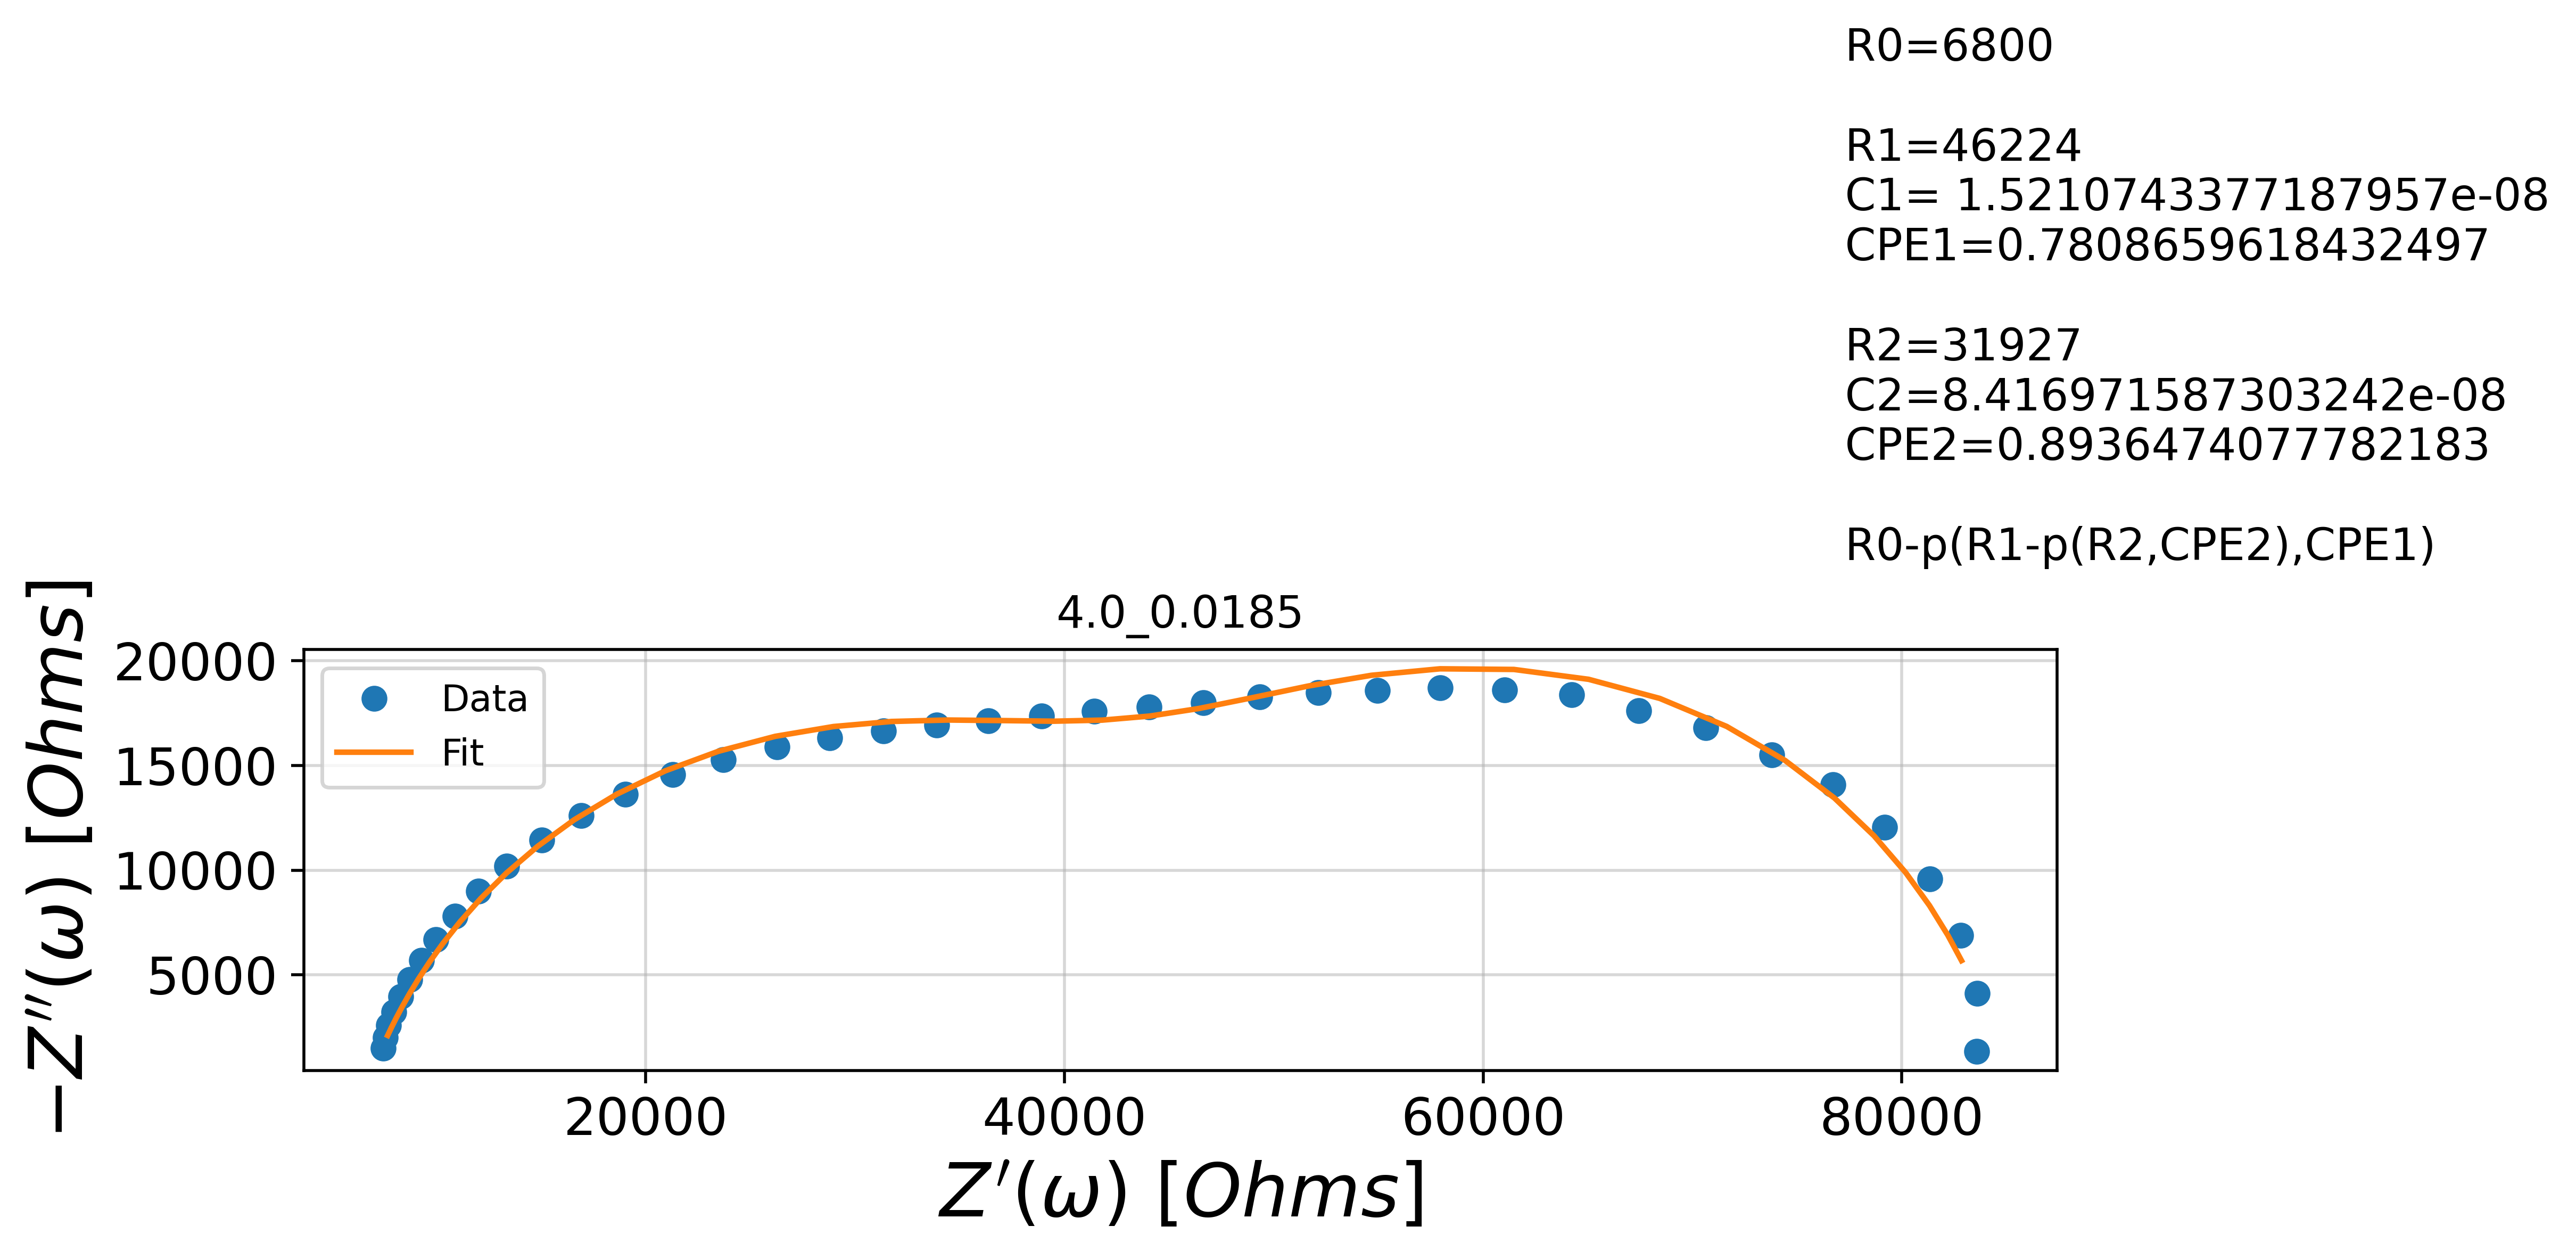 R0=6800
R1=46224
C1= 1.5210743377187957e-08
CPE1=0.7808659618432497
R2=31927
C2=8.416971587303242e-08
CPE2=0.8936474077782183
R0-p(R1-p(R2,CPE2),CPE1)
4.0_0.0185
−Z′′(ω) [Ohms]
20000
15000
10000
5000
Data
Fit
20000 40000 60000 80000
Z′(ω) [Ohms]